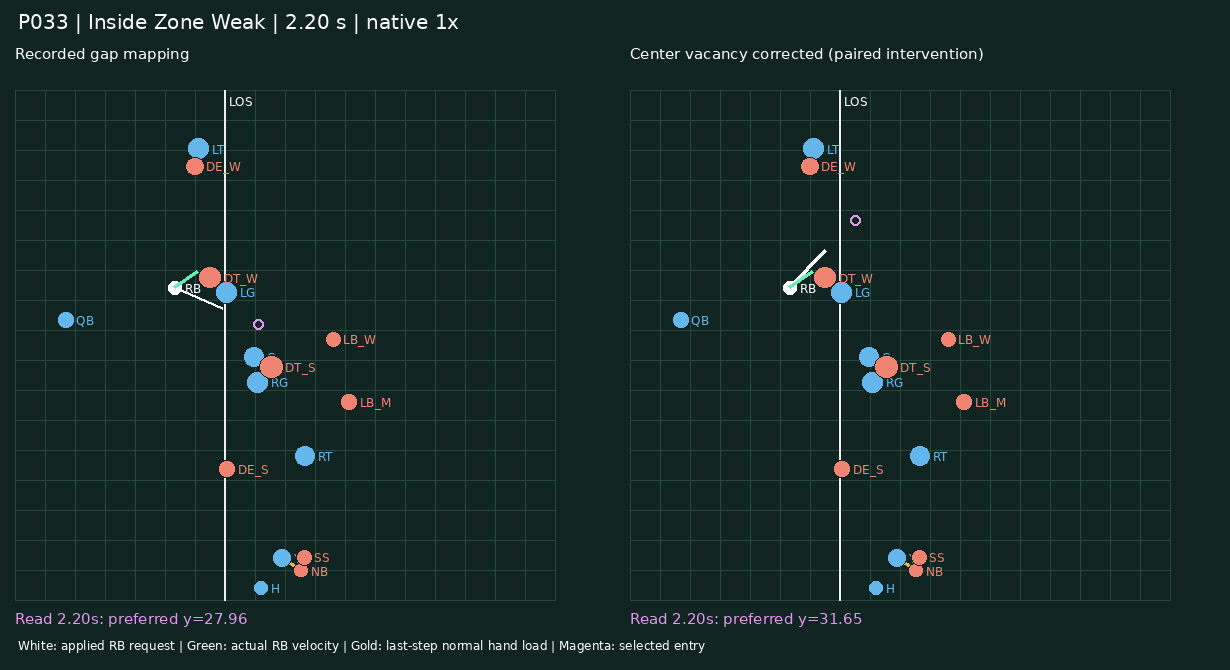 P033 | Inside Zone Weak | 2.20 s | native 1x
Recorded gap mapping
LOS
LT
DE_W
DT_W
RB
LG
QB
LB_W
DT_S
RG
LB_M
RT
DE_S
SS
NB
H
Read 2.20s: preferred y=27.96
Center vacancy corrected (paired intervention)
LOS
LT
DE_W
DT_W
RB
LG
QB
LB_W
DT_S
RG
LB_M
RT
DE_S
SS
NB
H
Read 2.20s: preferred y=31.65
White: applied RB request | Green: actual RB velocity | Gold: last-step normal hand load | Magenta: selected entry